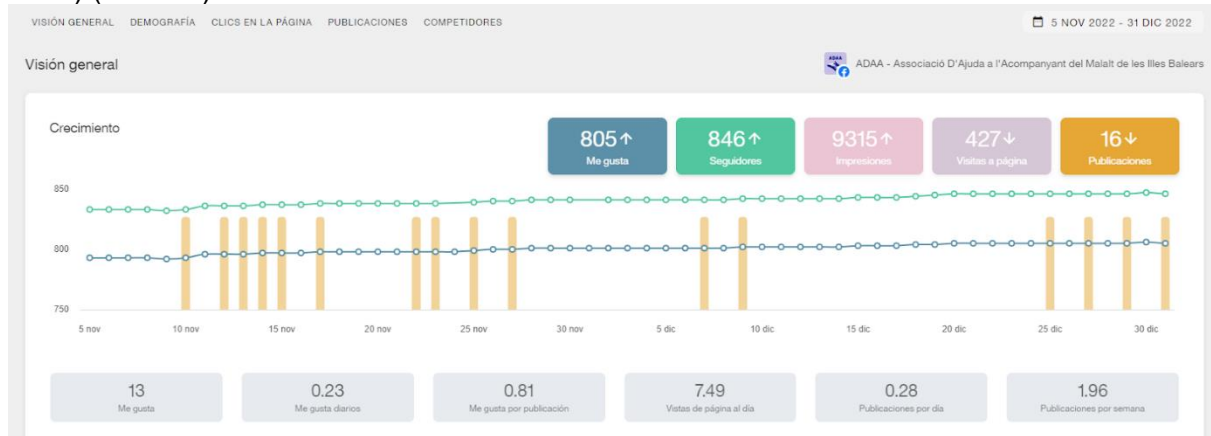 VISIÓN GENERAL DEMOGRAFÍA CLICS EN LA PÁGINA PUBLICACIONES COMPETIDORES 5 NOV 2022 - 31 DIC 2022
Visión general ADAA - Associació D'Ajuda a l'Acompanyant del Malalt de les Illes Balears
Crecimiento
805↑ 846↑ 9315↑ 427↓ 16↓
Me gusta Seguidores Impresiones Visitas a página Publicaciones
850
800
750
5 nov 10 nov 15 nov 20 nov 25 nov 30 nov 5 dic 10 dic 15 dic 20 dic 25 dic 30 dic
13 0.23 0.81 7.49 0.28 1.96
Me gusta Me gusta diarios Me gusta por publicación Vistas de página al día Publicaciones por día Publicaciones por semana